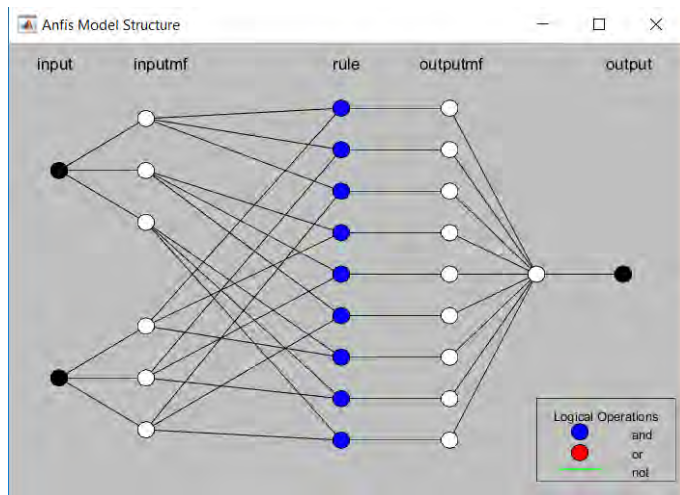 Anfis Model Structure
input inputmf rule outputmf output
Logical Operations
and
or
not